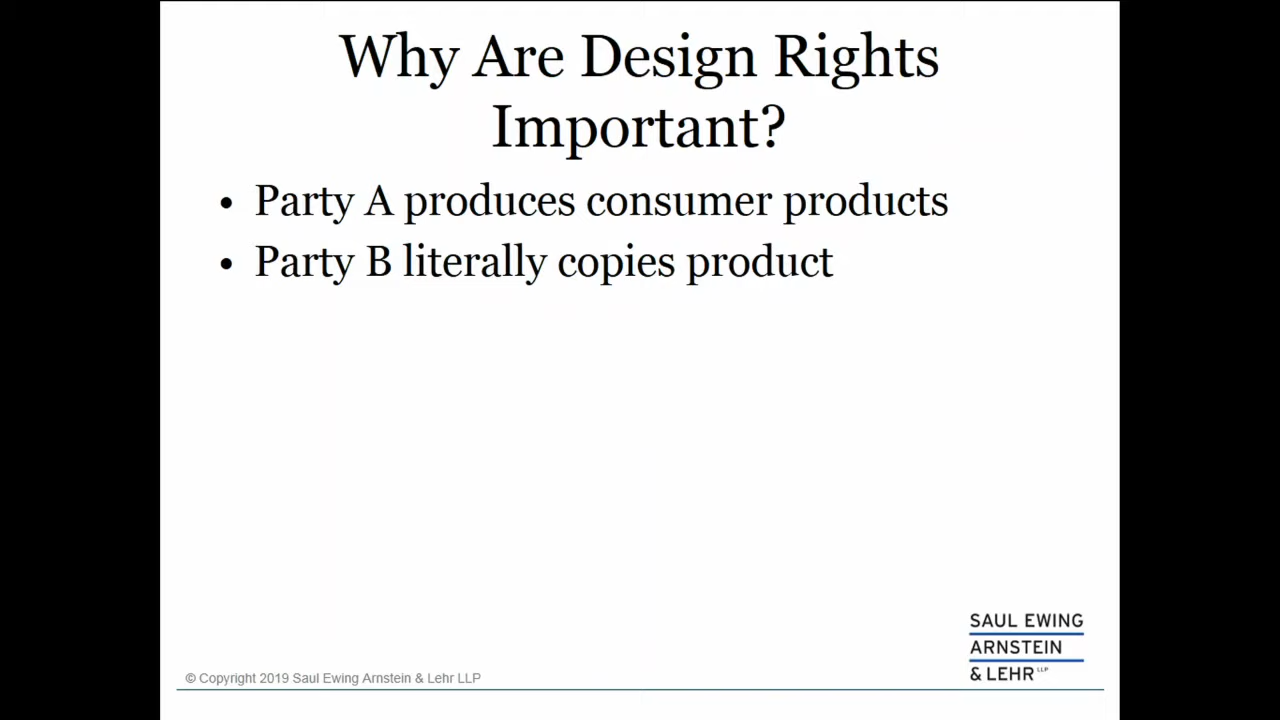 Why Are Design Rights
Important?
• Party A produces consumer products
• Party B literally copies product
SAUL EWING
ARNSTEIN
& LEHR LLP
© Copyright 2019 Saul Ewing Arnstein & Lehr LLP